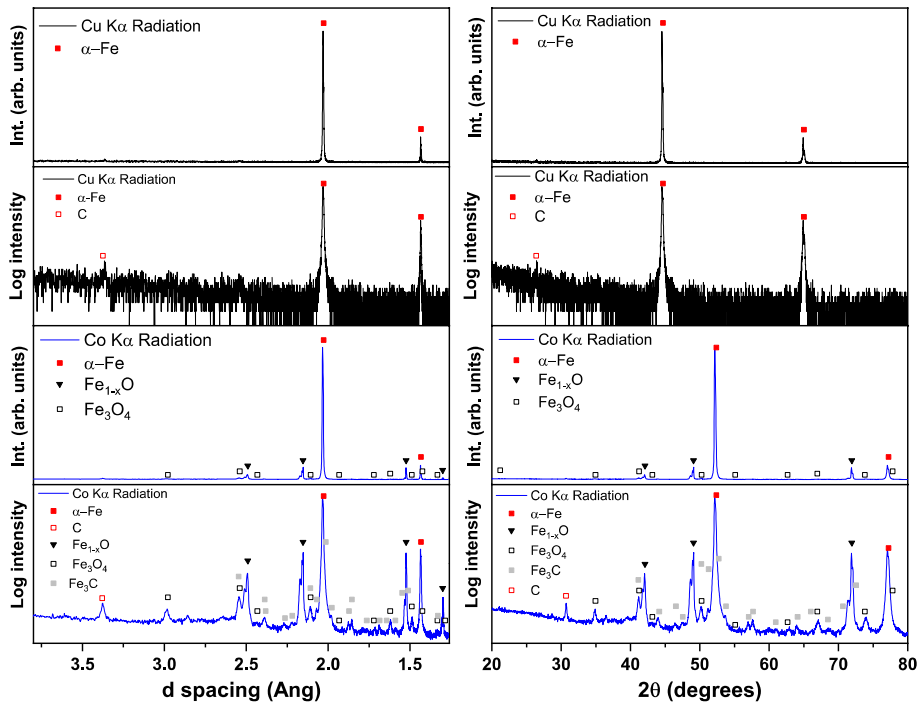 Int. (arb. units)
Cu Kα Radiation
α–Fe
Log intensity
Cu Kα Radiation
α-Fe
C
Int. (arb. units)
Co Kα Radiation
α–Fe
Fe1-xO
Fe3O4
Log intensity
Co Kα Radiation
α–Fe
C
Fe1-xO
Fe3O4
Fe3C
3.5 3.0 2.5 2.0 1.5
d spacing (Ang)
Int. (arb. units)
Cu Kα Radiation
α–Fe
Log intensity
Cu Kα Radiation
α–Fe
C
Int. (arb. units)
Co Kα Radiation
α–Fe
Fe1-xO
Fe3O4
Log intensity
Co Kα Radiation
α–Fe
Fe1-xO
Fe3O4
Fe3C
C
20 30 40 50 60 70 80
2θ (degrees)